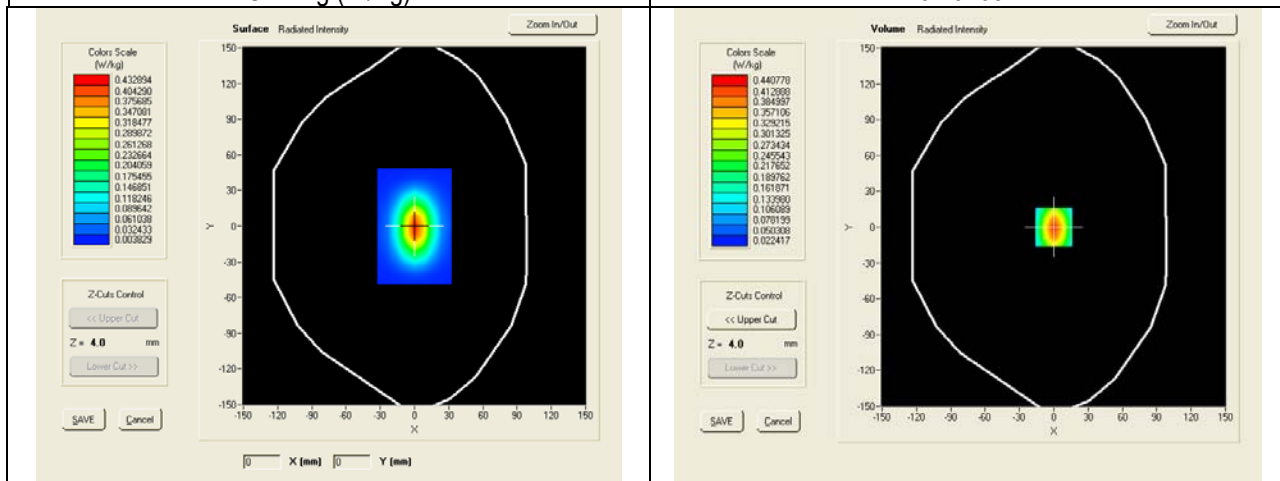 Surface Radiated Intensity
Zoom In/Out
Colors Scale
(W/kg)
0.432894
0.404290
0.375685
0.347081
0.318477
0.289872
0.261268
0.232664
0.204059
0.175455
0.146851
0.118246
0.089642
0.061038
0.032433
0.003829
150
120
90
60
30
0
-30
-60
-90
-120
-150
Y
-150 -120 -90 -60 -30 0 30 60 90 120 150
X
Z-Cuts Control
<< Upper Cut
Z = 4.0 mm
Lower Cut >>
SAVE Cancel
0 X (mm) 0 Y (mm)
Volume Radiated Intensity
Zoom In/Out
Colors Scale
(W/kg)
0.440778
0.412888
0.384997
0.357106
0.329215
0.301325
0.273434
0.245543
0.217652
0.189762
0.161871
0.133980
0.106089
0.078199
0.050308
0.022417
150
120
90
60
30
0
-30
-60
-90
-120
-150
Y
-150 -120 -90 -60 -30 0 30 60 90 120 150
X
Z-Cuts Control
<< Upper Cut
Z = 4.0 mm
Lower Cut >>
SAVE Cancel